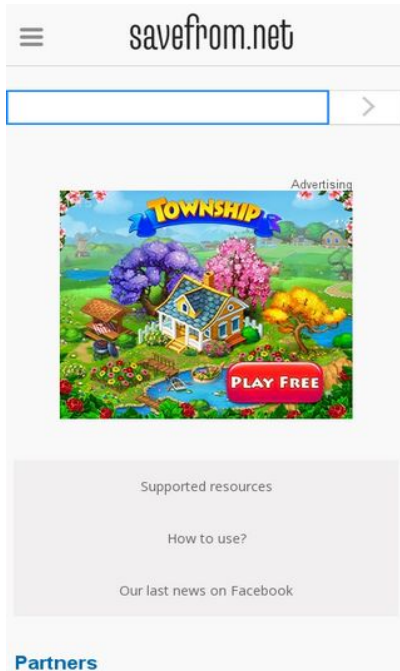 savefrom.net
Advertising
TOWNSHIP
PLAY FREE
Supported resources
How to use?
Our last news on Facebook
Partners